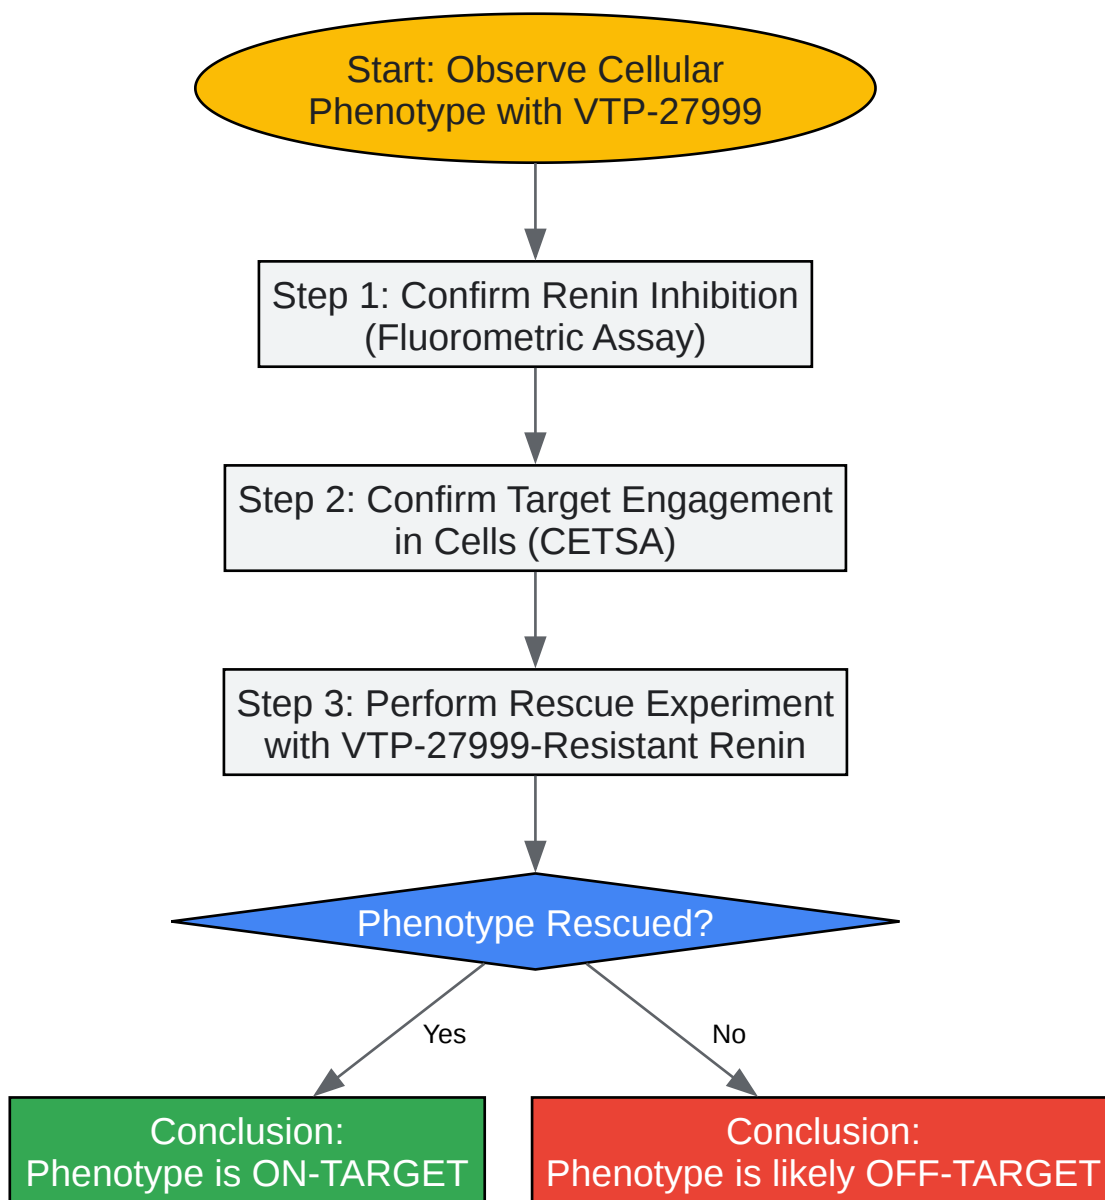 Start: Observe Cellular
Phenotype with VTP-27999
Step 1: Confirm Renin Inhibition
(Fluorometric Assay)
Step 2: Confirm Target Engagement
in Cells (CETSA)
Step 3: Perform Rescue Experiment
with VTP-27999-Resistant Renin
Phenotype Rescued?
Yes
No
Conclusion:
Phenotype is ON-TARGET
Conclusion:
Phenotype is likely OFF-TARGET